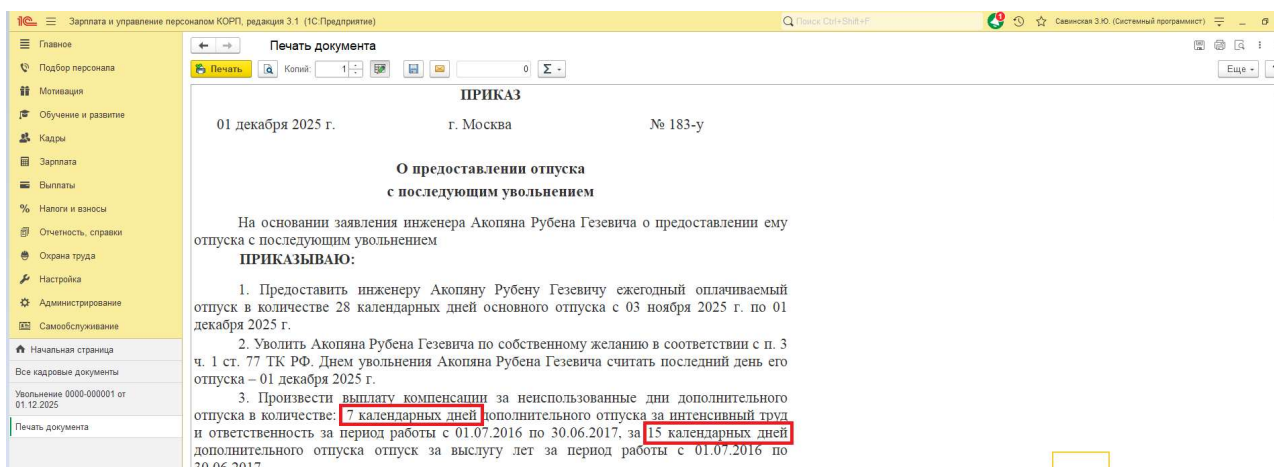 Зарплата и управление персоналом КОРП, редакция 3.1 (1С:Предприятие)
Поиск Ctrl+Shift+F
Савинская З.Ю. (Системный программист)
Главное
Подбор персонала
Мотивация
Обучение и развитие
Кадры
Зарплата
Выплаты
Налоги и взносы
Отчетность, справки
Охрана труда
Настройка
Администрирование
Самообслуживание
Начальная страница
Все кадровые документы
Увольнение 0000-000001 от
01.12.2025
Печать документа
Печать документа
Печать
Копий: 1
0
Еще
ПРИКАЗ
01 декабря 2025 г. г. Москва № 183-у
О предоставлении отпуска
с последующим увольнением
На основании заявления инженера Акопяна Рубена Гезевича о предоставлении ему
отпуска с последующим увольнением
ПРИКАЗЫВАЮ:
1. Предоставить инженеру Акопяну Рубену Гезевичу ежегодный оплачиваемый
отпуск в количестве 28 календарных дней основного отпуска с 03 ноября 2025 г. по 01
декабря 2025 г.
2. Уволить Акопяна Рубена Гезевича по собственному желанию в соответствии с п. 3
ч. 1 ст. 77 ТК РФ. Днем увольнения Акопяна Рубена Гезевича считать последний день его
отпуска – 01 декабря 2025 г.
3. Произвести выплату компенсации за неиспользованные дни дополнительного
отпуска в количестве: 7 календарных дней дополнительного отпуска за интенсивный труд
и ответственность за период работы с 01.07.2016 по 30.06.2017, за 15 календарных дней
дополнительного отпуска отпуск за выслугу лет за период работы с 01.07.2016 по
30.06.2017